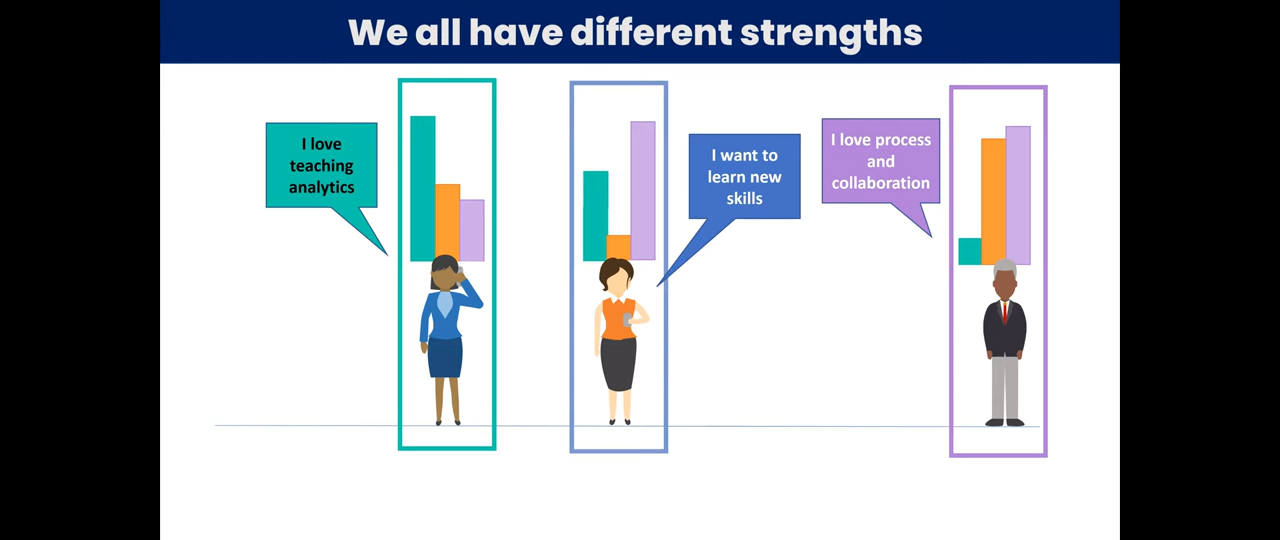 We all have different strengths
I love
teaching
analytics
I want to
learn new
skills
I love process
and
collaboration